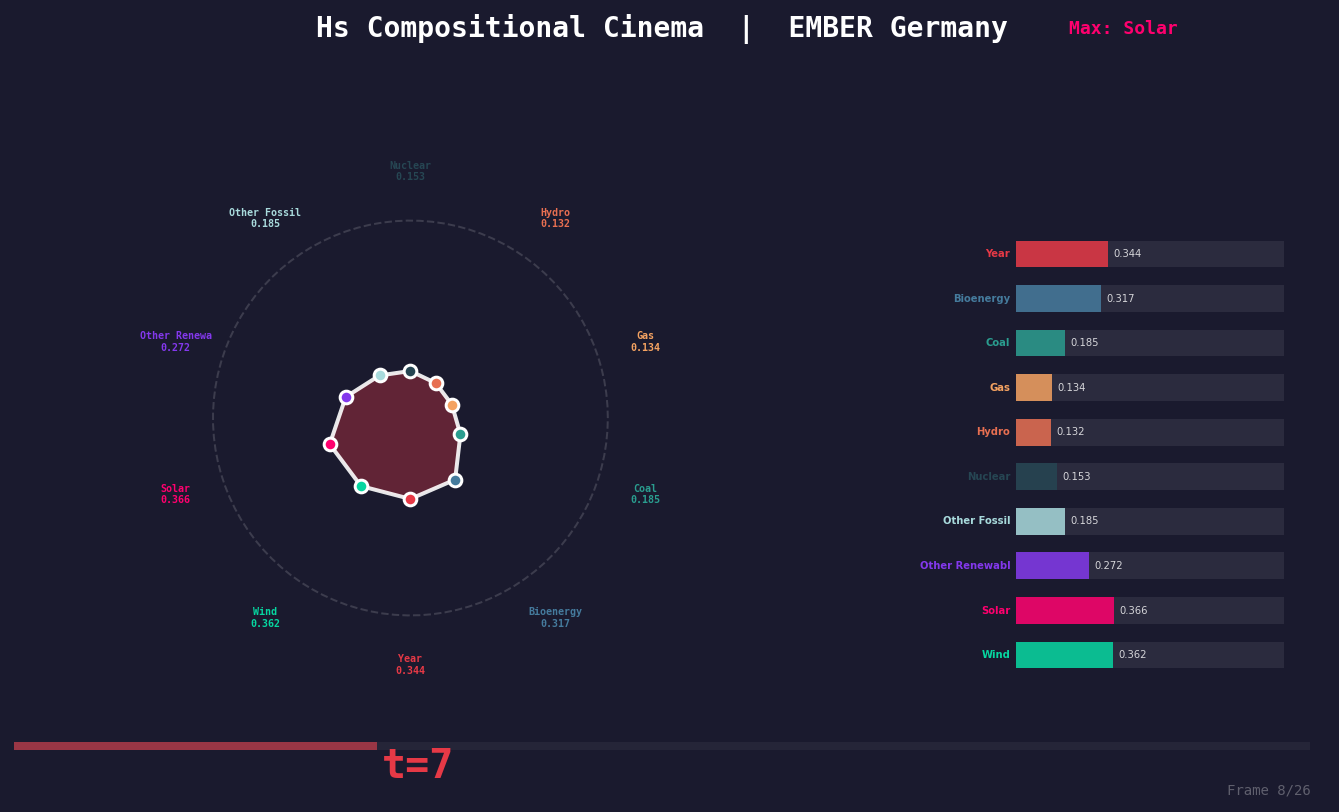 Hs Compositional Cinema | EMBER Germany
Max: Solar
Nuclear
0.153
Other Fossil
0.185
Hydro
0.132
Other Renewa
0.272
Gas
0.134
Solar
0.366
Coal
0.185
Wind
0.362
Bioenergy
0.317
Year
0.344
Year 0.344
Bioenergy 0.317
Coal 0.185
Gas 0.134
Hydro 0.132
Nuclear 0.153
Other Fossil 0.185
Other Renewabl 0.272
Solar 0.366
Wind 0.362
t=7
Frame 8/26